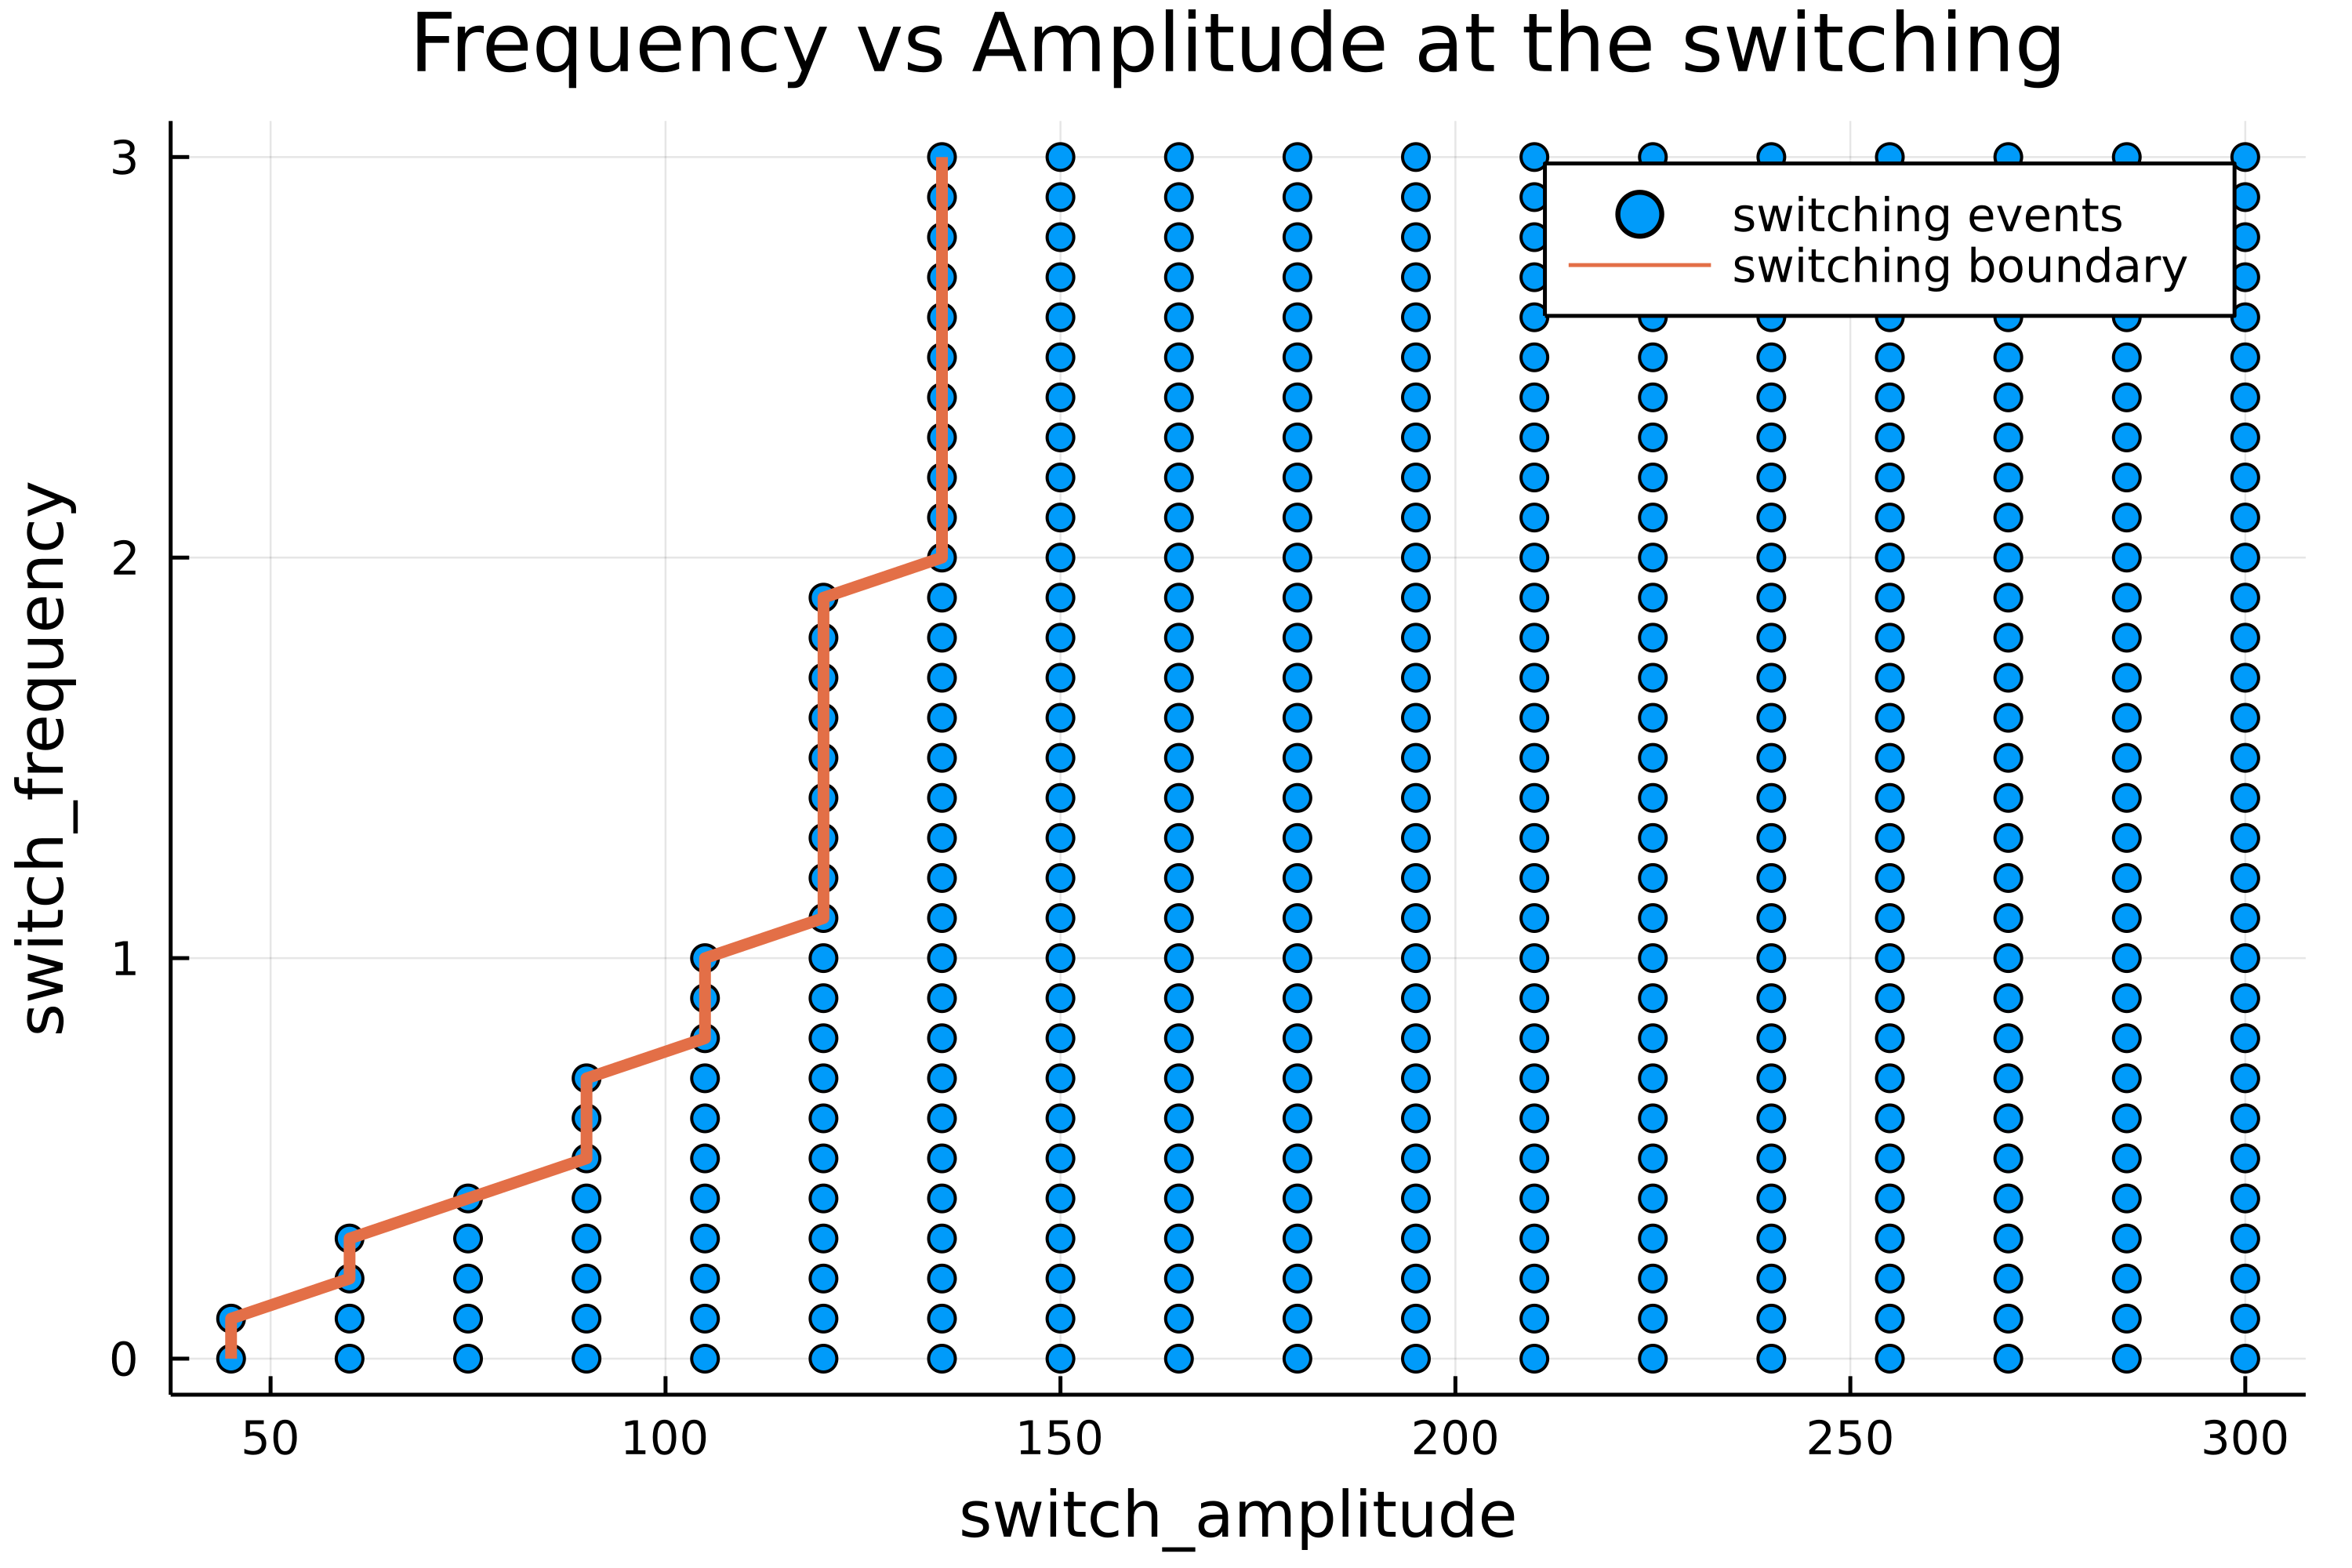 Frequency vs Amplitude at the switching
switching events
switching boundary
switch_frequency
3
2
1
0
50 100 150 200 250 300
switch_amplitude